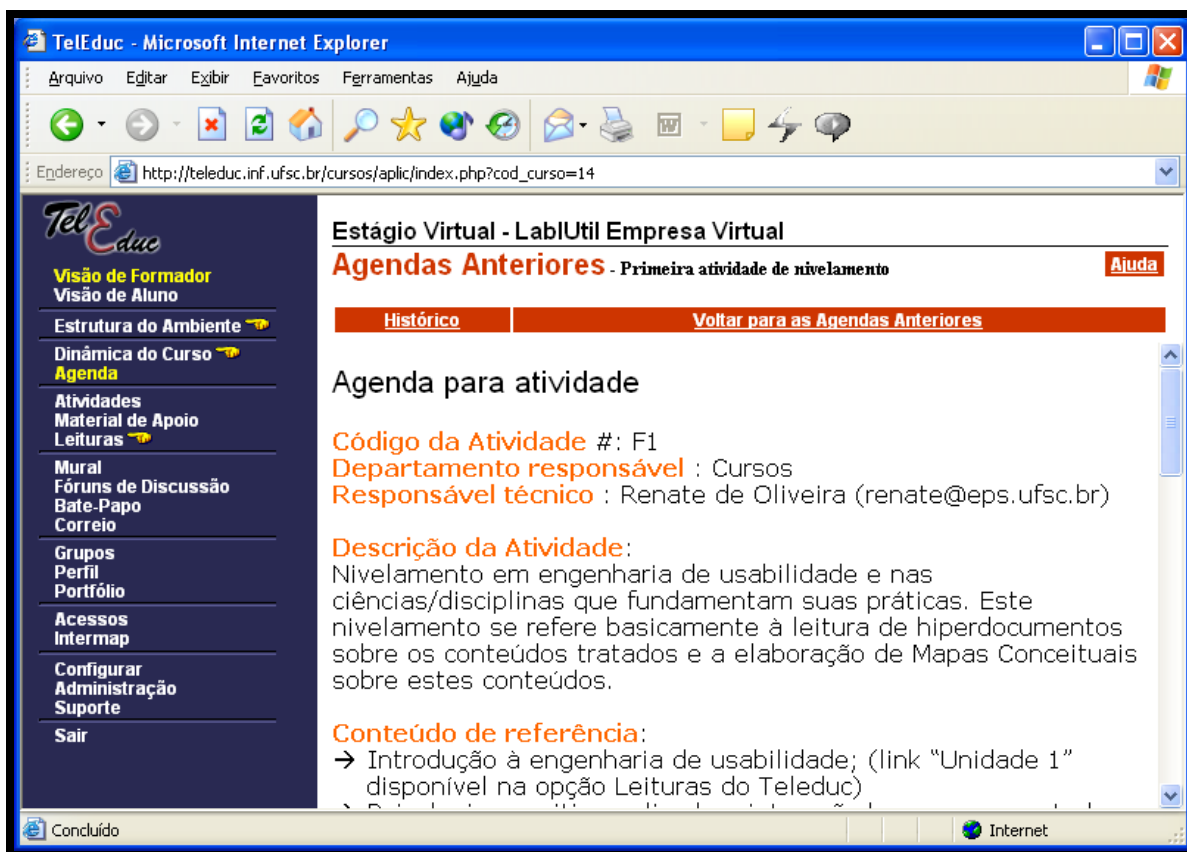 TelEduc - Microsoft Internet Explorer
Arquivo Editar Exibir Favoritos Ferramentas Ajuda
Endereço http://teleduc.inf.ufsc.br/cursos/aplic/index.php?cod_curso=14
TelEduc
Visão de Formador
Visão de Aluno
Estrutura do Ambiente
Dinâmica do Curso
Agenda
Atividades
Material de Apoio
Leituras
Mural
Fóruns de Discussão
Bate-Papo
Correio
Grupos
Perfil
Portfólio
Acessos
Intermap
Configurar
Administração
Suporte
Sair
Estágio Virtual - LabIUtil Empresa Virtual
Agendas Anteriores - Primeira atividade de nivelamento Ajuda
Histórico Voltar para as Agendas Anteriores
Agenda para atividade
Código da Atividade #: F1
Departamento responsável : Cursos
Responsável técnico : Renate de Oliveira (renate@eps.ufsc.br)
Descrição da Atividade:
Nivelamento em engenharia de usabilidade e nas
ciências/disciplinas que fundamentam suas práticas. Este
nivelamento se refere basicamente à leitura de hiperdocumentos
sobre os conteúdos tratados e a elaboração de Mapas Conceituais
sobre estes conteúdos.
Conteúdo de referência:
→ Introdução à engenharia de usabilidade; (link “Unidade 1”
disponível na opção Leituras do Teleduc)
Concluído Internet